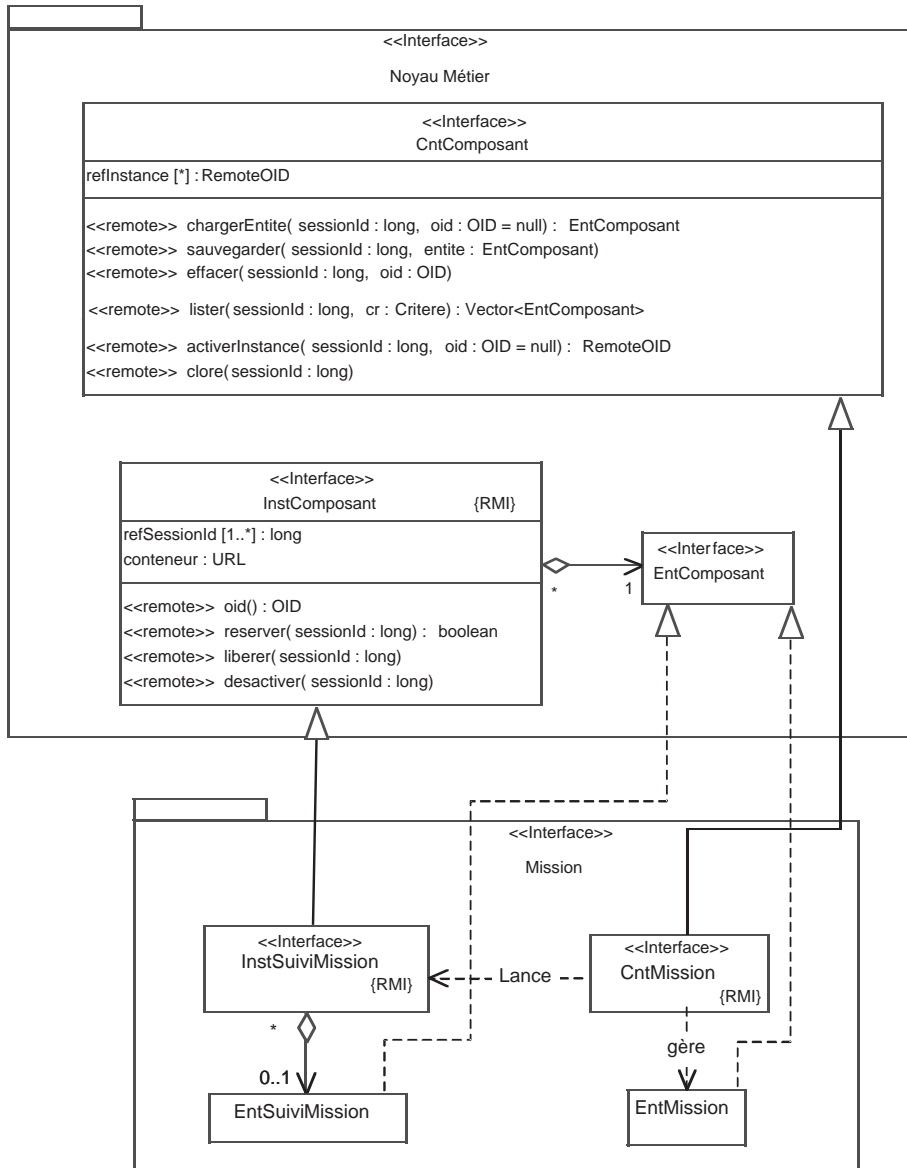 <<Interface>>
Noyau Métier
<<Interface>>
CntComposant
refInstance [*] : RemoteOID
<<remote>> chargerEntite( sessionId : long, oid : OID = null) : EntComposant
<<remote>> sauvegarder( sessionId : long, entite : EntComposant)
<<remote>> effacer( sessionId : long, oid : OID)
<<remote>> lister( sessionId : long, cr : Critere ) : Vector<EntComposant>
<<remote>> activerInstance( sessionId : long, oid : OID = null) : RemoteOID
<<remote>> clore( sessionId : long)
<<Interface>>
InstComposant {RMI}
refSessionId [1..*] : long
conteneur : URL
<<remote>> oid() : OID
<<remote>> reserver( sessionId : long) : boolean
<<remote>> liberer( sessionId : long)
<<remote>> desactiver( sessionId : long)
* 1
<<Interface>>
EntComposant
<<Interface>>
Mission
<<Interface>>
InstSuiviMission
{RMI}
Lance
<<Interface>>
CntMission
{RMI}
*
0..1
gère
EntSuiviMission
EntMission